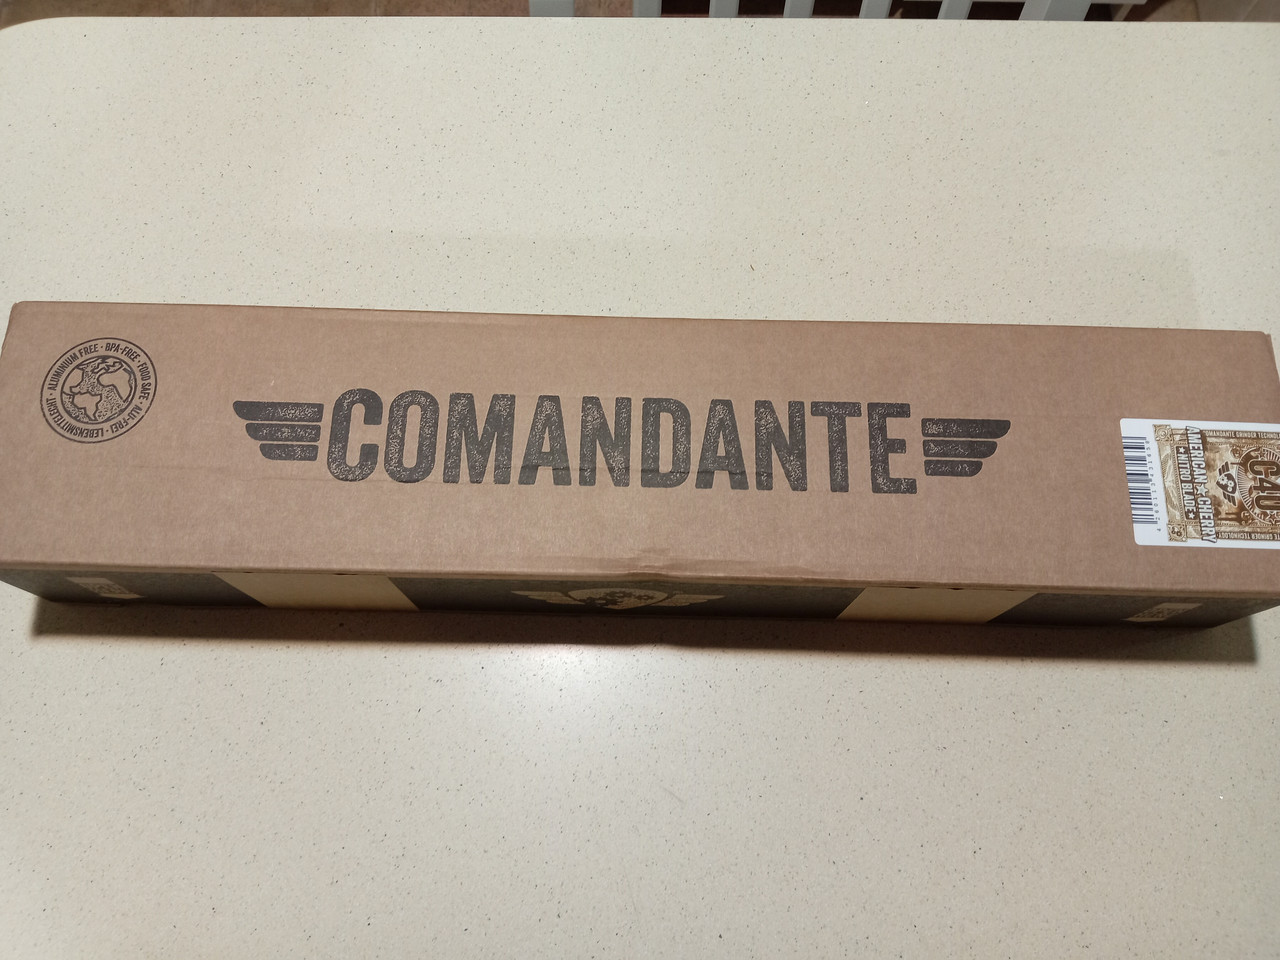 ALUMINIUM FREE · BPA-FREE · FOOD SAFE · ALU-FREI · LEBENSMITTELECHT ·
COMANDANTE
C40
AMERICAN ★ CHERRY
NITRO BLADE